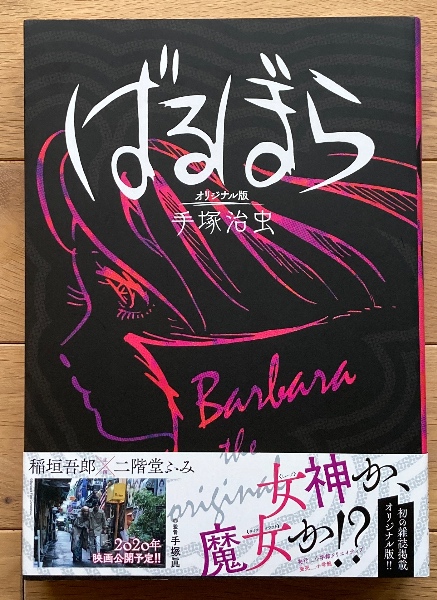 ばるぼら
オリジナル版
手塚治虫
Barbara
the
original
稲垣吾郎×二階堂ふみ
2020年
映画公開予定!!
監督 手塚眞
女神か、
魔女か!?
初の雑誌掲載
オリジナル版!!